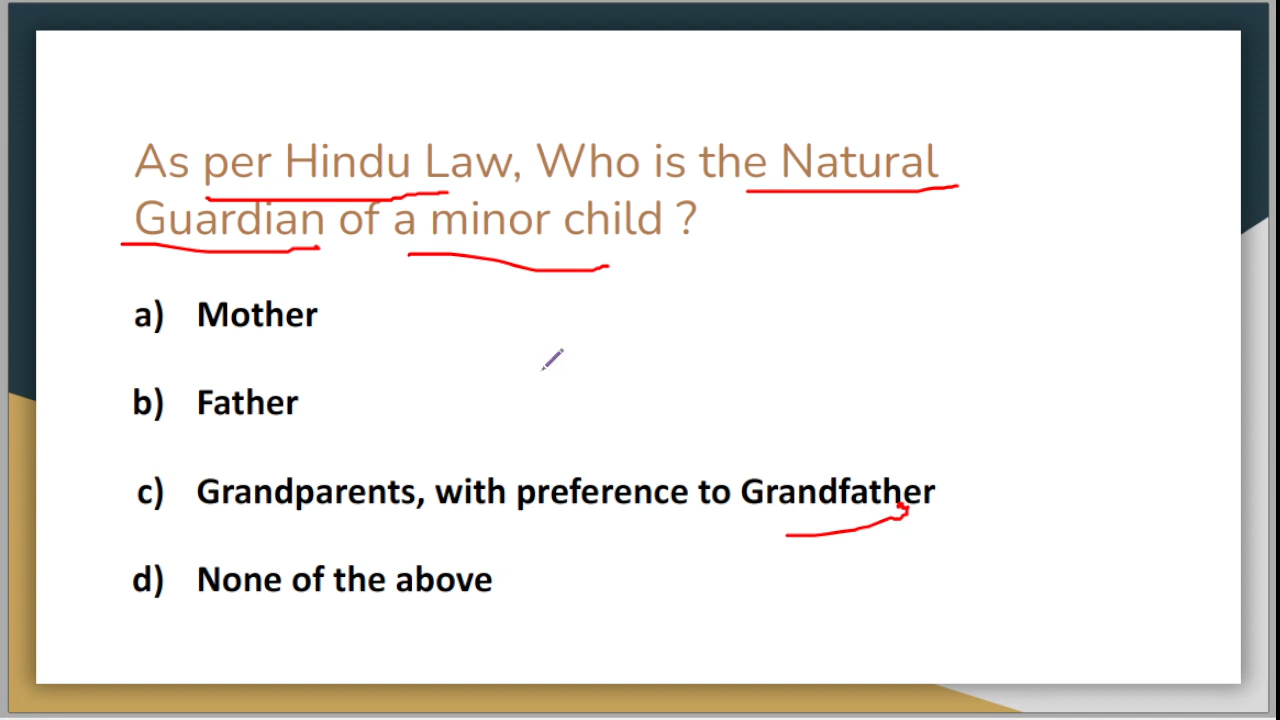 As per Hindu Law, Who is the Natural
Guardian of a minor child ?
a) Mother
b) Father
c) Grandparents, with preference to Grandfather
d) None of the above